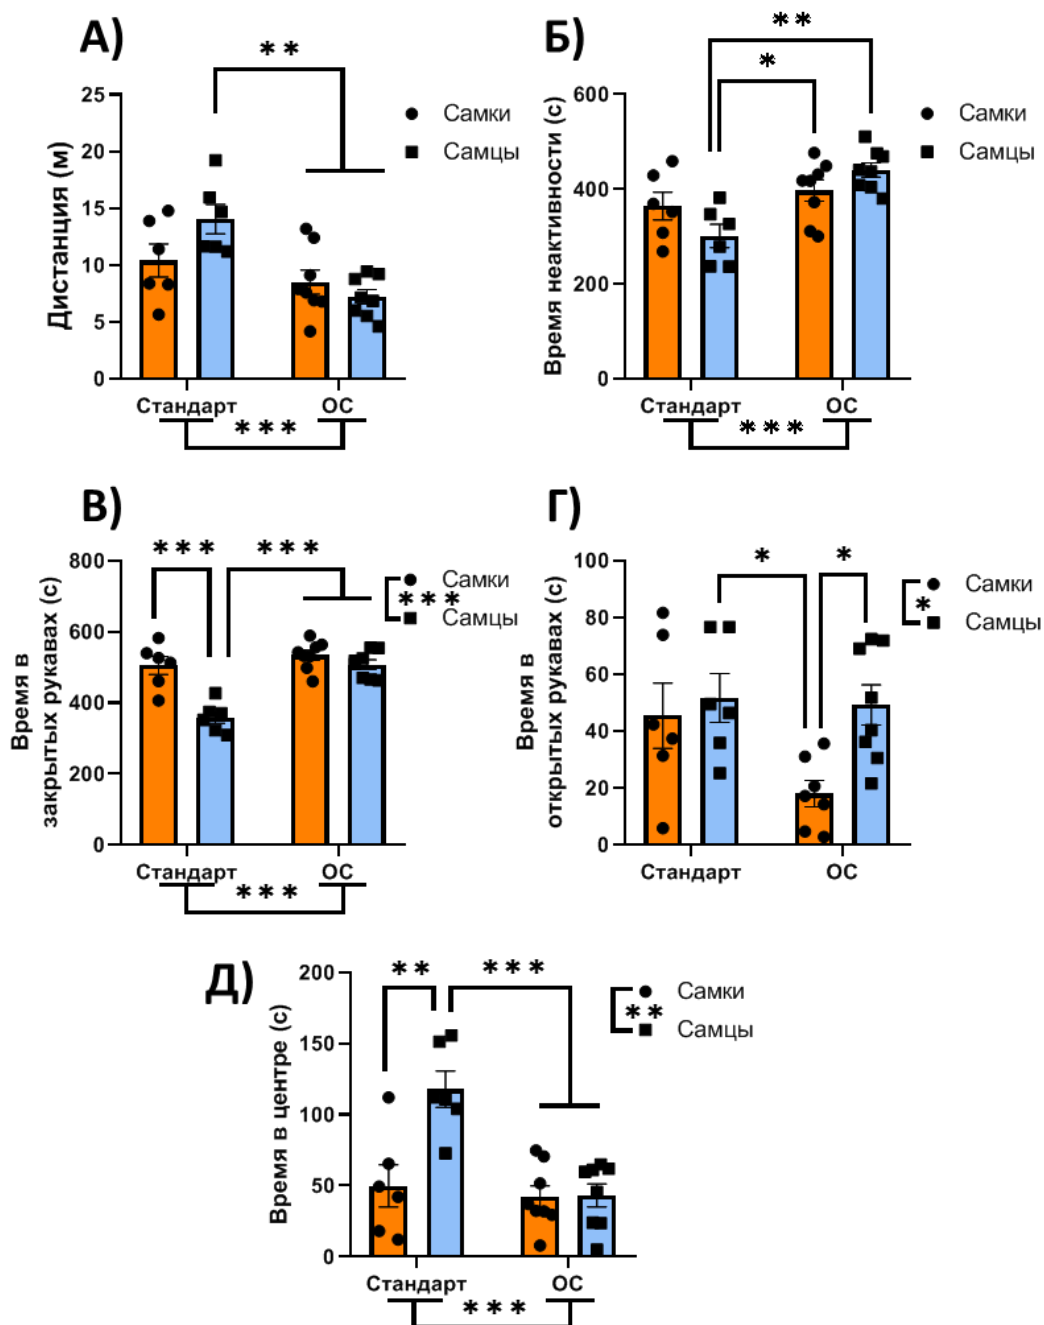 А)
**
Дистанция (м)
25
20
15
10
5
0
Самки
Самцы
Стандарт
ОС
***
Б)
**
*
Время неактивности (с)
600
400
200
0
Самки
Самцы
Стандарт
ОС
***
В)
***
***
Время в
закрытых рукавах (с)
800
600
400
200
0
Самки
***
Самцы
Стандарт
ОС
***
Г)
*
*
Время в
открытых рукавах (с)
100
80
60
40
20
0
Самки
*
Самцы
Стандарт
ОС
Д)
**
***
Время в центре (с)
200
150
100
50
0
Самки
**
Самцы
Стандарт
ОС
***